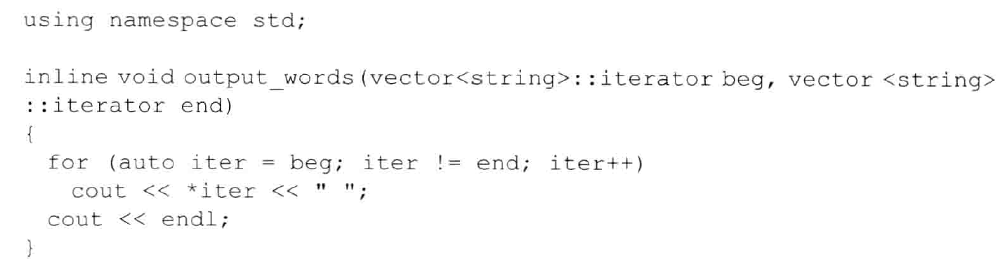 using namespace std;
inline void output_words(vector<string>::iterator beg, vector <string>
::iterator end)
{
for (auto iter = beg; iter != end; iter++)
cout << *iter << " ";
cout << endl;
}